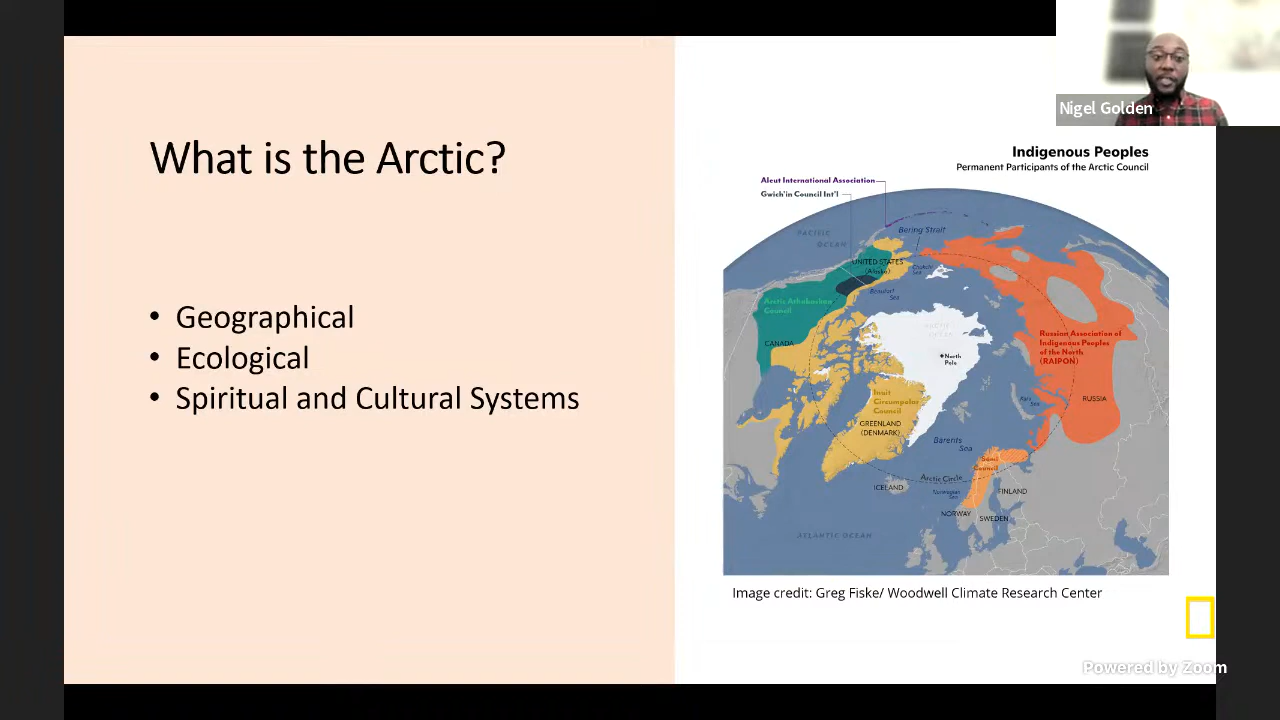 Nigel Golden
What is the Arctic?
• Geographical
• Ecological
• Spiritual and Cultural Systems
Indigenous Peoples
Permanent Participants of the Arctic Council
Aleut International Association
Gwich'in Council Int'l
PACIFIC
OCEAN
Bering Strait
UNITED STATES
(Alaska)
Chukchi
Sea
Beaufort
Sea
Arctic Athabaskan
Council
CANADA
ARCTIC
OCEAN
North
Pole
Russian Association of
Indigenous Peoples
of the North
(RAIPON)
Inuit
Circumpolar
Council
GREENLAND
(DENMARK)
Kara
Sea
RUSSIA
Barents
Sea
Saami
Council
Arctic Circle
ICELAND
Norwegian
Sea
FINLAND
NORWAY
SWEDEN
ATLANTIC OCEAN
Image credit: Greg Fiske/ Woodwell Climate Research Center
Powered by Zoom